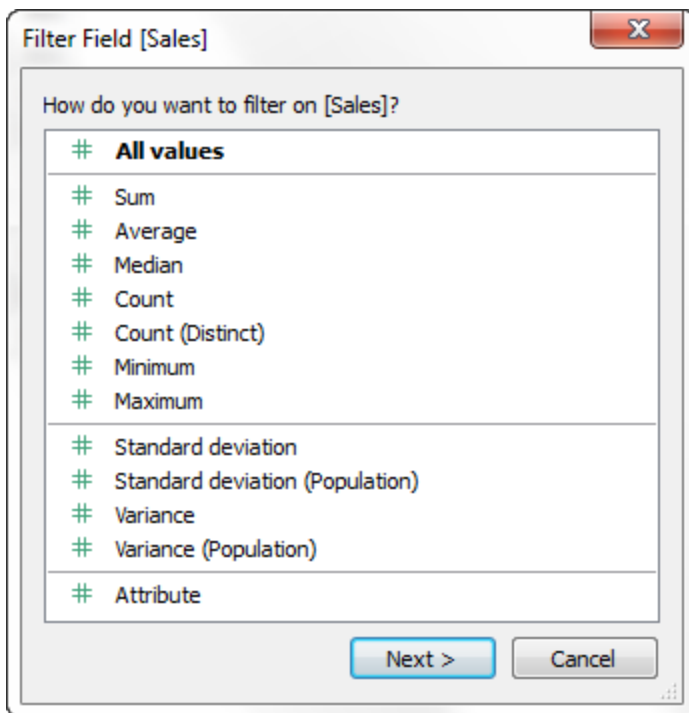 Filter Field [Sales]
How do you want to filter on [Sales]?
# All values
# Sum
# Average
# Median
# Count
# Count (Distinct)
# Minimum
# Maximum
# Standard deviation
# Standard deviation (Population)
# Variance
# Variance (Population)
# Attribute
Next >
Cancel